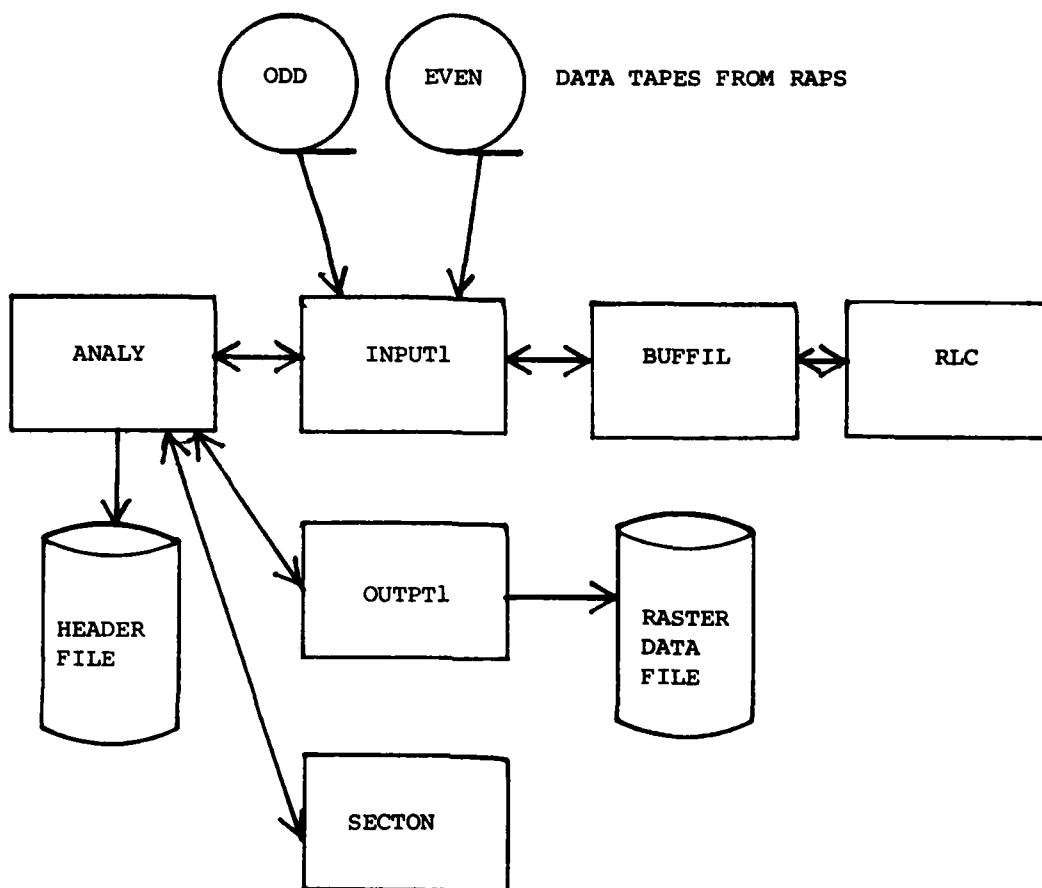 ODD
EVEN
DATA TAPES FROM RAPS
ANALY
INPUT1
BUFFIL
RLC
HEADER
FILE
OUTPT1
RASTER
DATA
FILE
SECTON